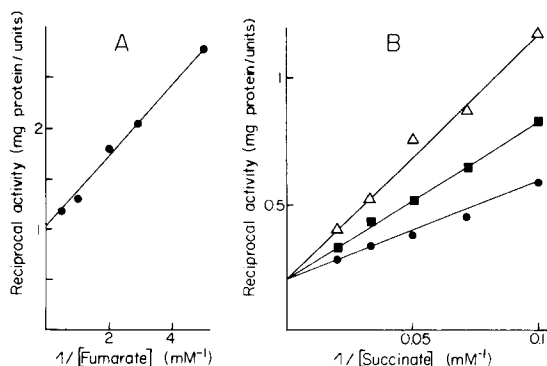 A
Reciprocal activity (mg protein/units)
2
1
2
4
1/[Fumarate] (mM⁻¹)
B
Reciprocal activity (mg protein/units)
1
0.5
0.05
0.1
1/[Succinate] (mM⁻¹)